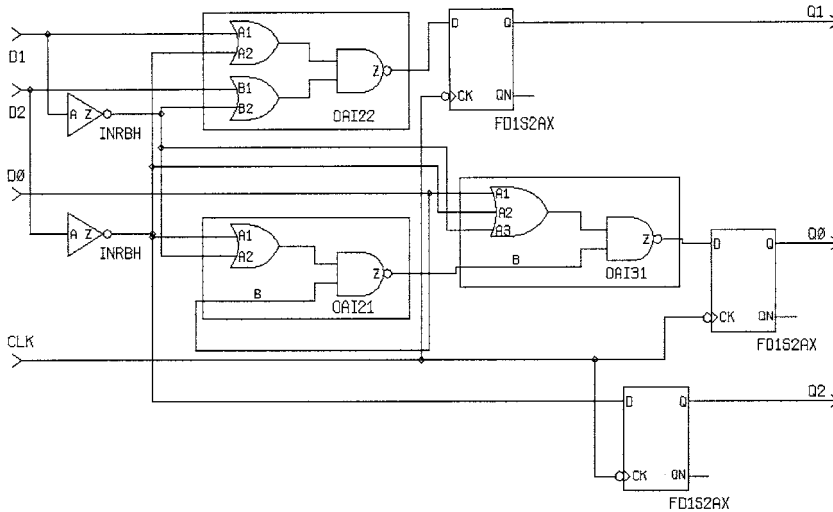 D1
A1
A2
D
Q
Q1
Z
D2
B1
B2
CK
QN
A Z
INRBH
OAI22
FD1S2AX
DØ
A1
A2
A3
Z
A Z
INRBH
A1
A2
Z
B
OAI31
D
Q
QØ
B
OAI21
CK
QN
CLK
FD1S2AX
D
Q
Q2
CK
QN
FD1S2AX